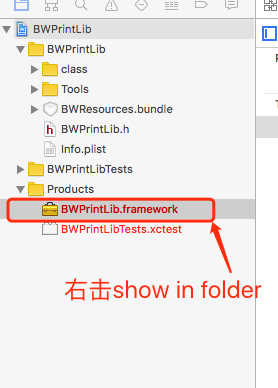 BWPrintLib
BWPrintLib
class
Tools
BWResources.bundle
h BWPrintLib.h
Info.plist
BWPrintLibTests
Products
BWPrintLib.framework
BWPrintLibTests.xctest
右击show in folder